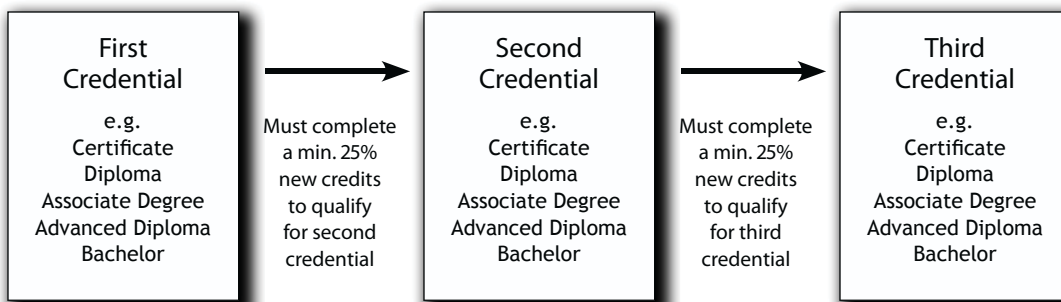 First
Credential
e.g.
Certificate
Diploma
Associate Degree
Advanced Diploma
Bachelor
Must complete
a min. 25%
new credits
to qualify
for second
credential
Second
Credential
e.g.
Certificate
Diploma
Associate Degree
Advanced Diploma
Bachelor
Must complete
a min. 25%
new credits
to qualify
for third
credential
Third
Credential
e.g.
Certificate
Diploma
Associate Degree
Advanced Diploma
Bachelor